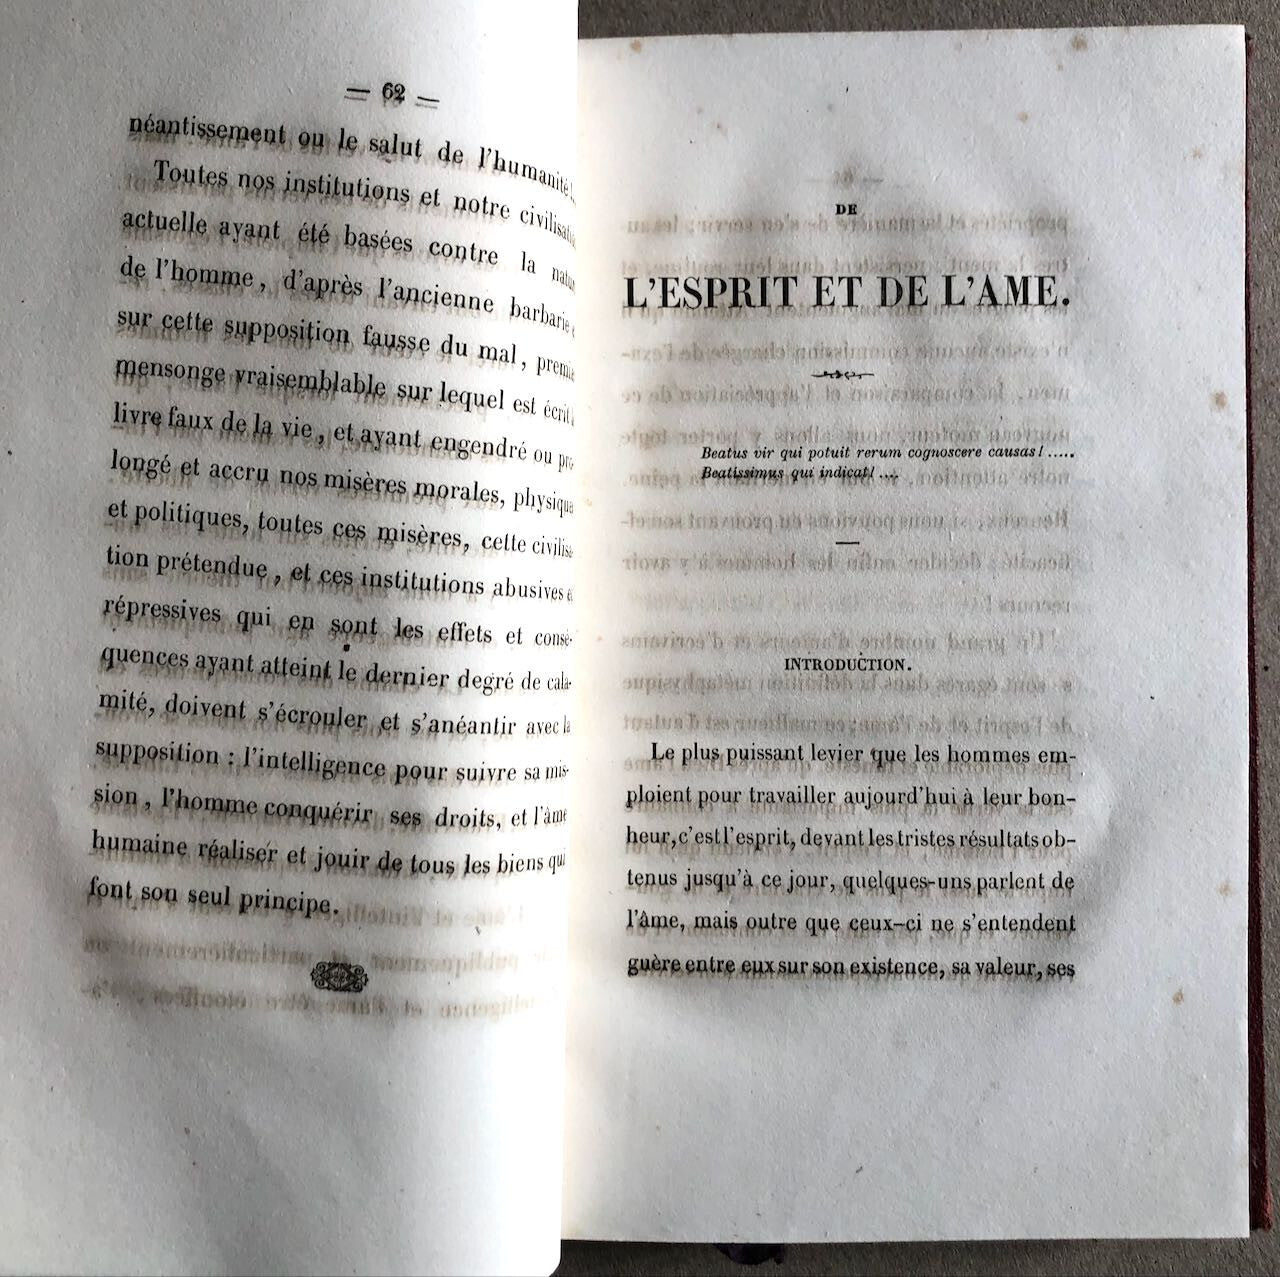 — 62 —
néantissement ou le salut de l'humanité!
Toutes nos institutions et notre
actuelle ayant été basées contre la
de l'homme, d'après l'ancienne barbarie
sur cette supposition fausse du mal,
mensonge vraisemblable sur lequel est écrit
livre faux de la vie, et ayant engendré ou
longé et accru nos misères morales,
et politiques, toutes ces misères, cette
tion prétendue, et ces institutions abusives
répressives qui en sont les effets et consé-
quences ayant atteint le dernier degré de cala-
mité, doivent s'écrouler et s'anéantir avec la
supposition : l'intelligence pour suivre sa mis-
sion, l'homme conquérir ses droits, et l'âme
humaine réaliser et jouir de tous les biens qui
font son seul principe.
DE
L'ESPRIT ET DE L'AME.
Beatus vir qui potuit rerum cognoscere causas! .....
Beatissimus qui indicat! ....
INTRODUCTION.
Le plus puissant levier que les hommes em-
ploient pour travailler aujourd'hui à leur bon-
heur, c'est l'esprit, devant les tristes résultats ob-
tenus jusqu'à ce jour, quelques-uns parlent de
l'âme, mais outre que ceux-ci ne s'entendent
guère entre eux sur son existence, sa valeur, ses